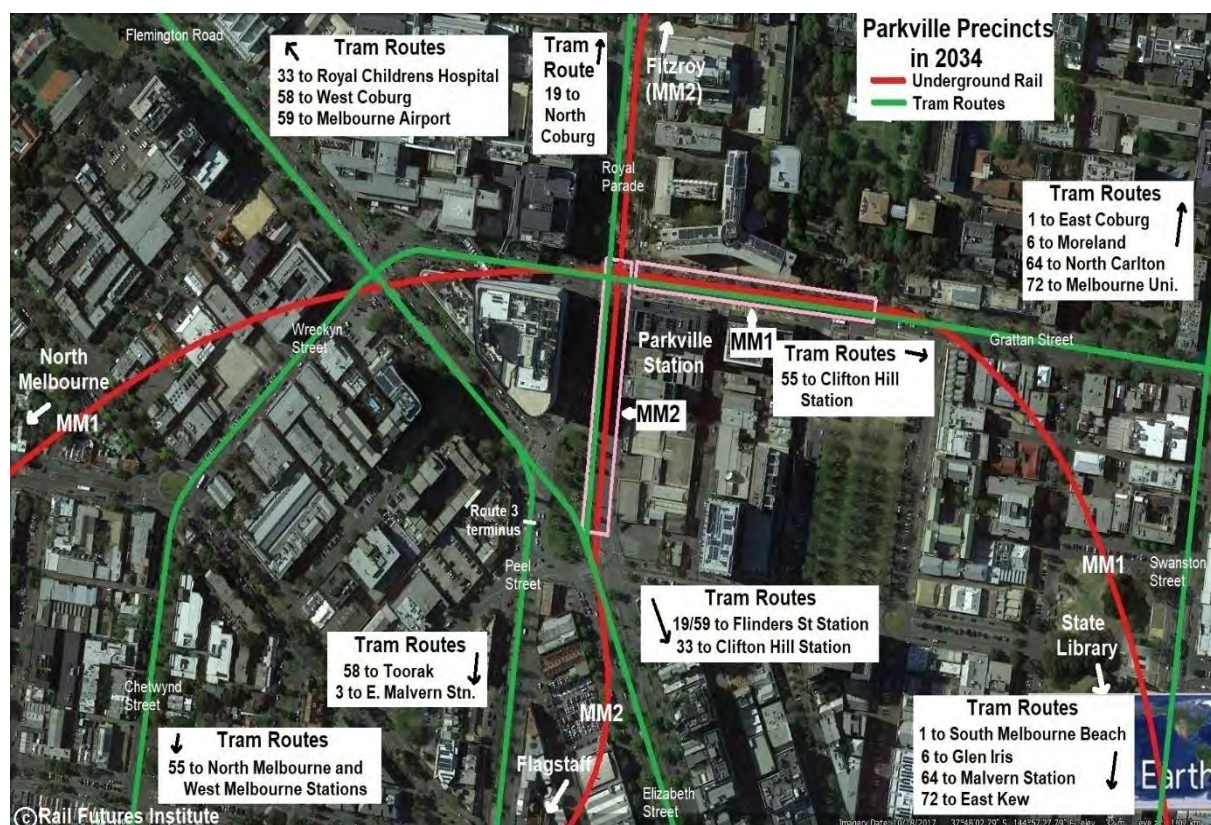 Flemington Road
Tram Routes
33 to Royal Childrens Hospital
58 to West Coburg
59 to Melbourne Airport
Tram
Route
19 to
North
Coburg
Fitzroy
(MM2)
Parkville Precincts
in 2034
Underground Rail
Tram Routes
Royal
Parade
Tram Routes
1 to East Coburg
6 to Moreland
64 to North Carlton
72 to Melbourne Uni.
Wreckyn
Street
North
Melbourne
MM1
Parkville
Station
MM1
MM2
Grattan Street
Tram Routes
55 to Clifton Hill
Station
Route 3
terminus
Peel
Street
MM1
Swanston
Street
Tram Routes
19/59 to Flinders St Station
33 to Clifton Hill Station
State
Library
Tram Routes
58 to Toorak
3 to E. Malvern Stn.
Chetwynd
Street
MM2
Tram Routes
55 to North Melbourne and
West Melbourne Stations
Flagstaff
Elizabeth
Street
Tram Routes
1 to South Melbourne Beach
6 to Glen Iris
64 to Malvern Station
72 to East Kew
Earth
©Rail Futures Institute